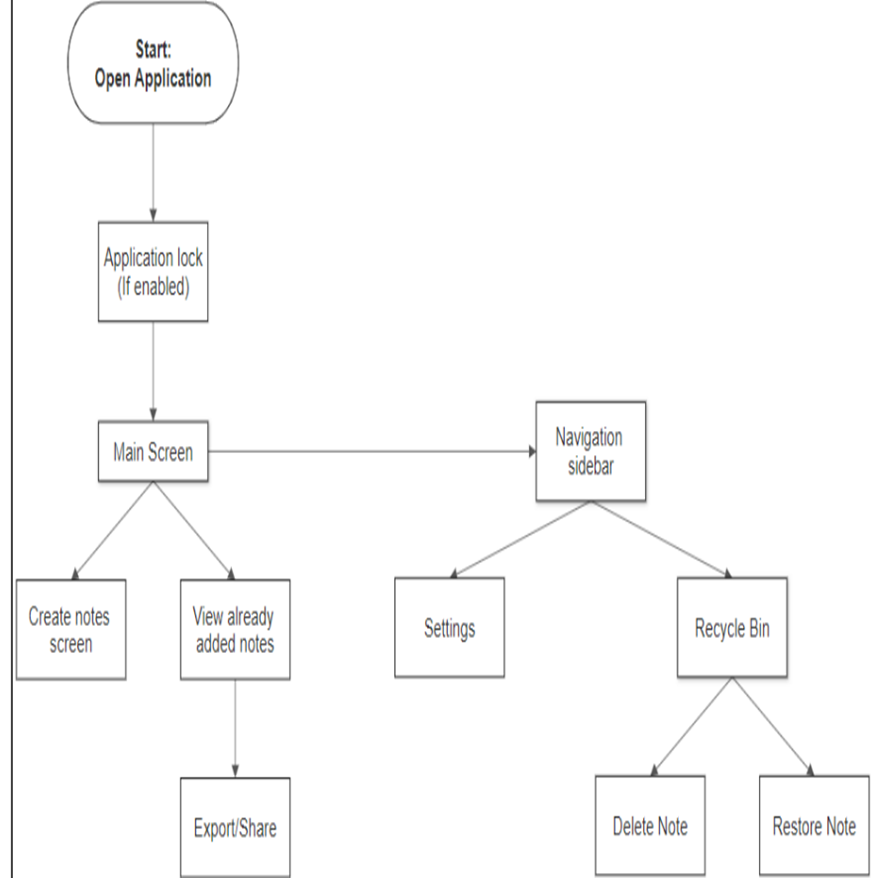 Start:
Open Application
Application lock
(If enabled)
Main Screen
Navigation
sidebar
Create notes
screen
View already
added notes
Settings
Recycle Bin
Export/Share
Delete Note
Restore Note